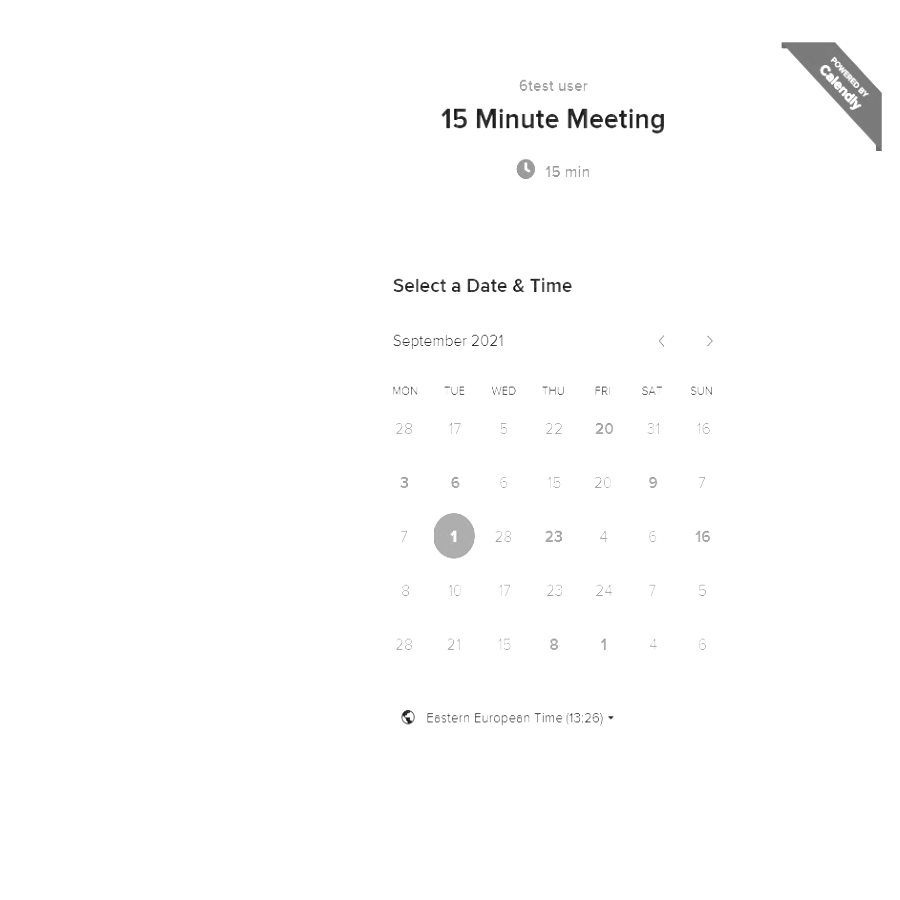 POWERED BY
Calendly
6test user
15 Minute Meeting
15 min
Select a Date & Time
September 2021
MON TUE WED THU FRI SAT SUN
28 17 5 22 20 31 16
3 6 6 15 20 9 7
7 1 28 23 4 6 16
8 10 17 23 24 7 5
28 21 15 8 1 4 6
Eastern European Time (13:26)